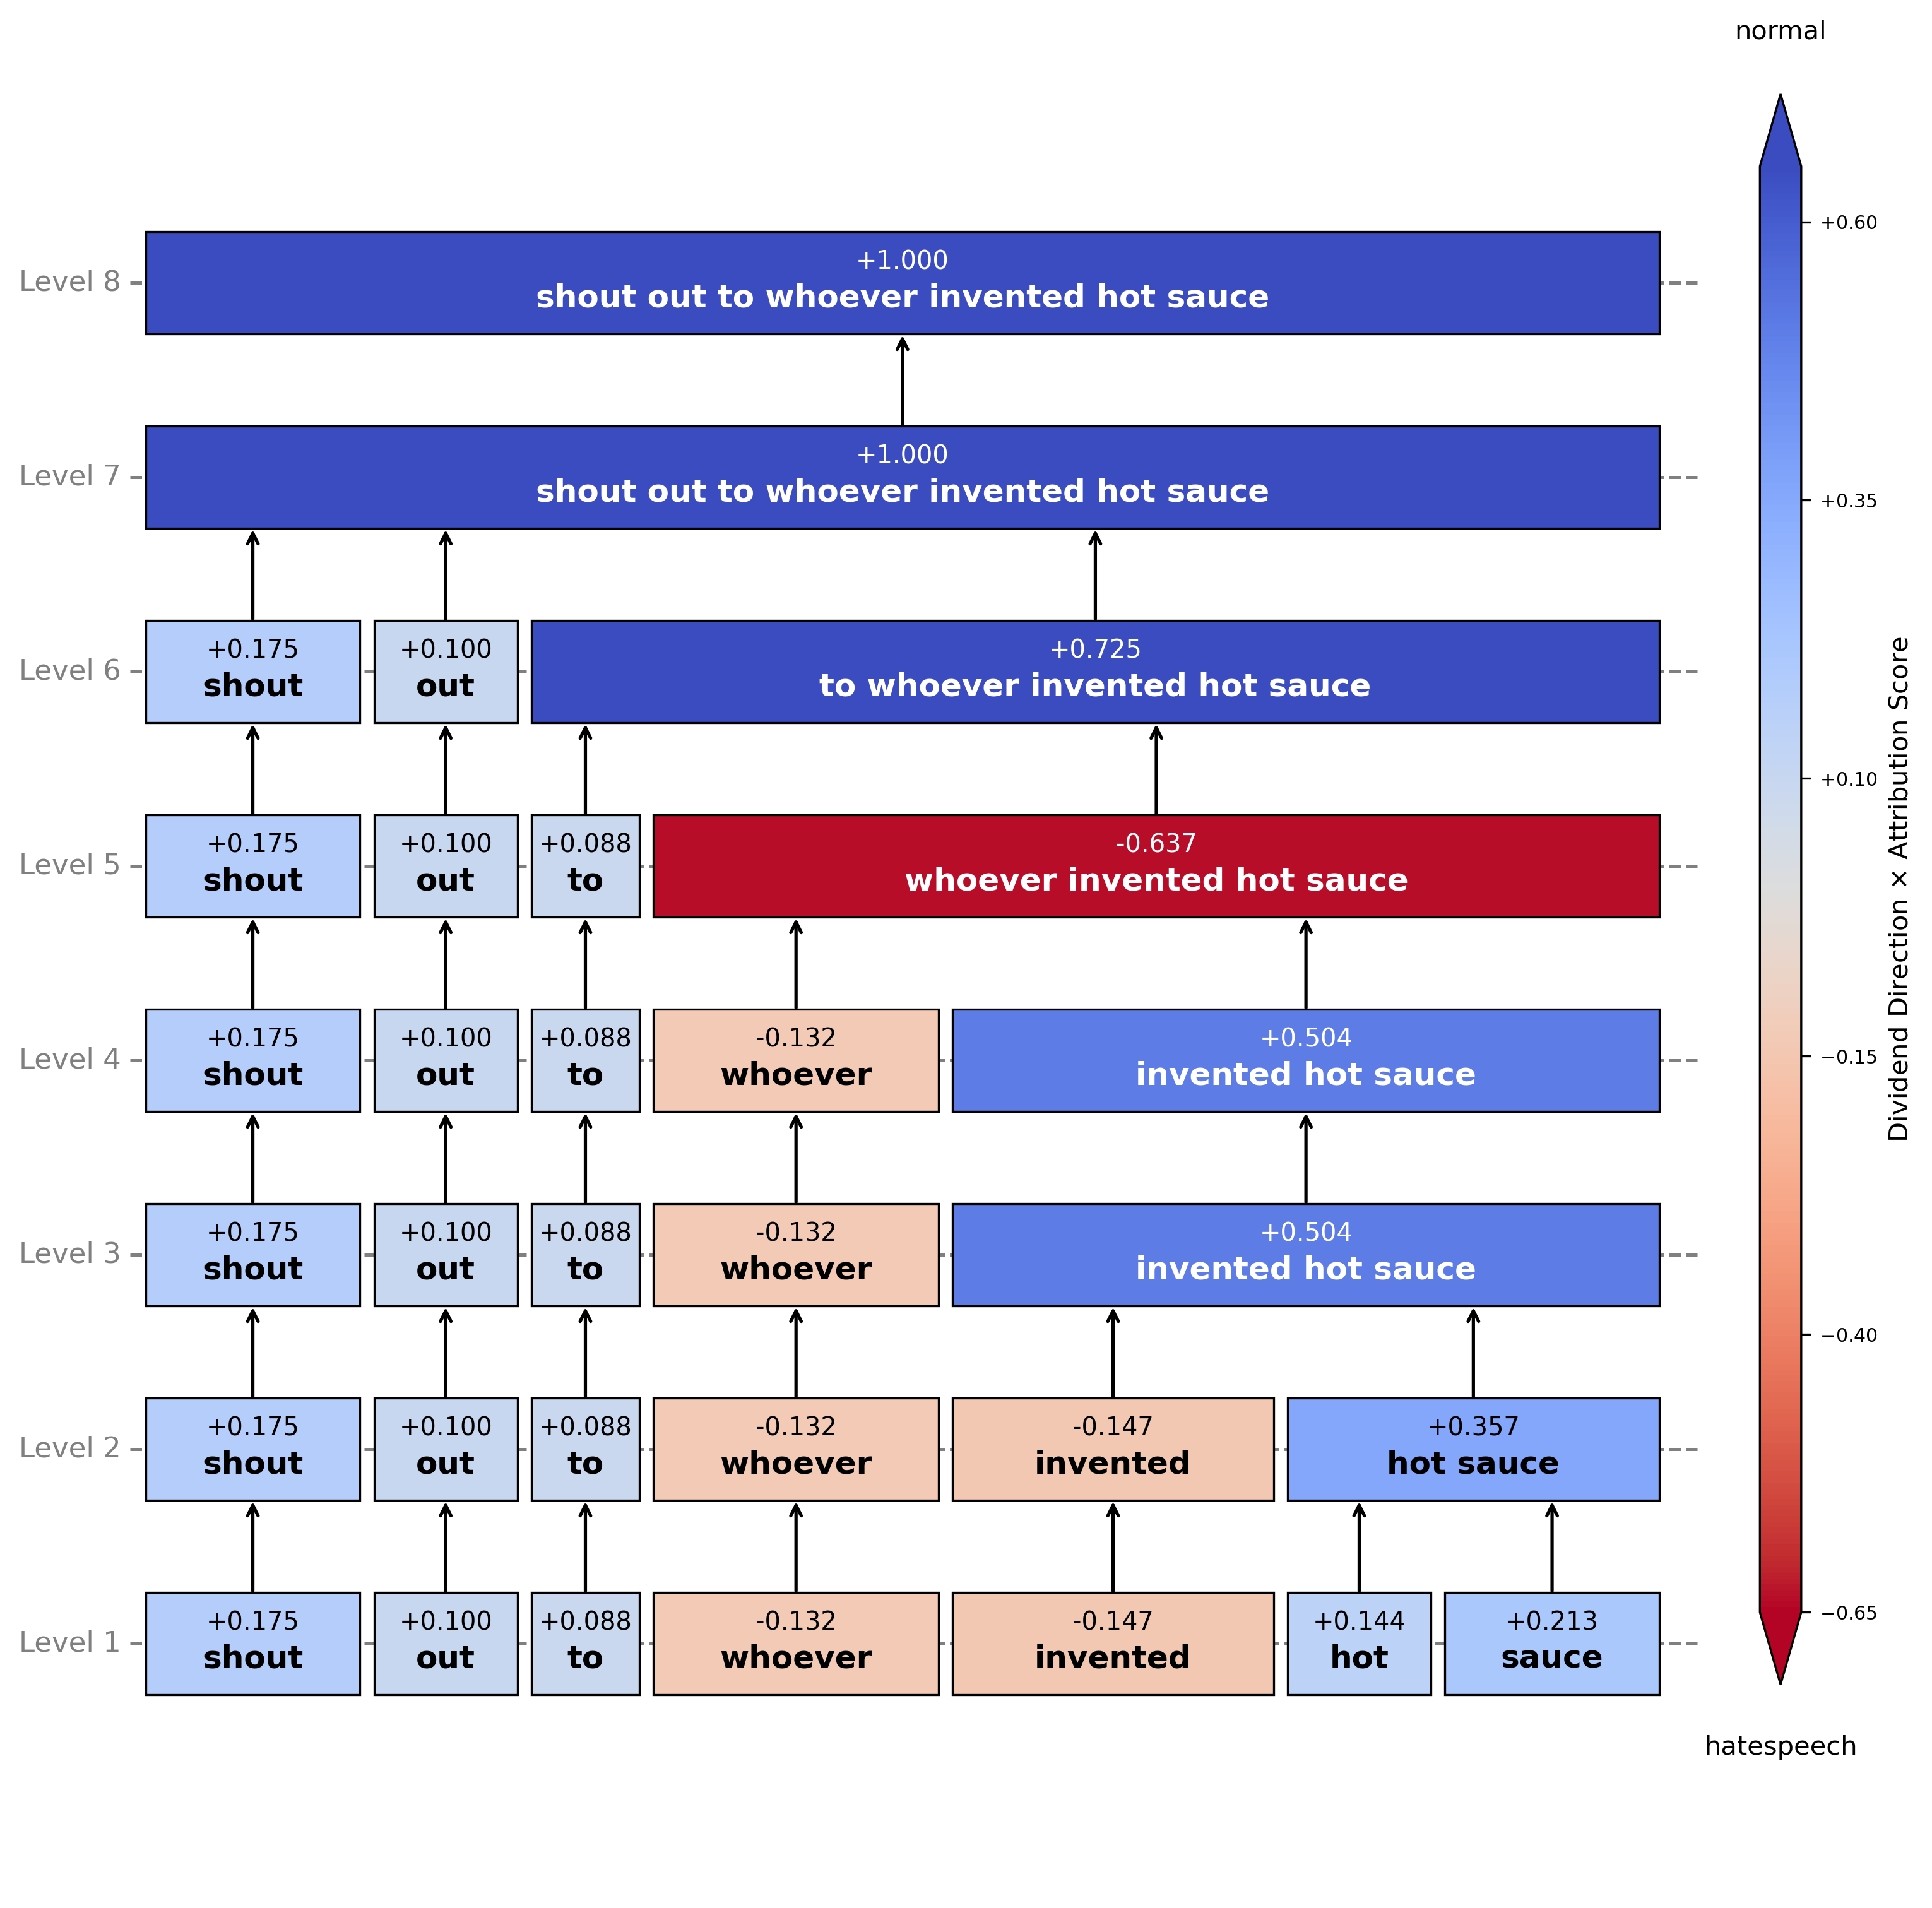 normal
Level 8
+1.000
shout out to whoever invented hot sauce
Level 7
+1.000
shout out to whoever invented hot sauce
Level 6
+0.175 +0.100 +0.725
shout out to whoever invented hot sauce
Level 5
+0.175 +0.100 +0.088 -0.637
shout out to whoever invented hot sauce
Level 4
+0.175 +0.100 +0.088 -0.132 +0.504
shout out to whoever invented hot sauce
Level 3
+0.175 +0.100 +0.088 -0.132 +0.504
shout out to whoever invented hot sauce
Level 2
+0.175 +0.100 +0.088 -0.132 -0.147 +0.357
shout out to whoever invented hot sauce
Level 1
+0.175 +0.100 +0.088 -0.132 -0.147 +0.144 +0.213
shout out to whoever invented hot sauce
+0.60
+0.35
+0.10
−0.15
−0.40
−0.65
Dividend Direction × Attribution Score
hatespeech